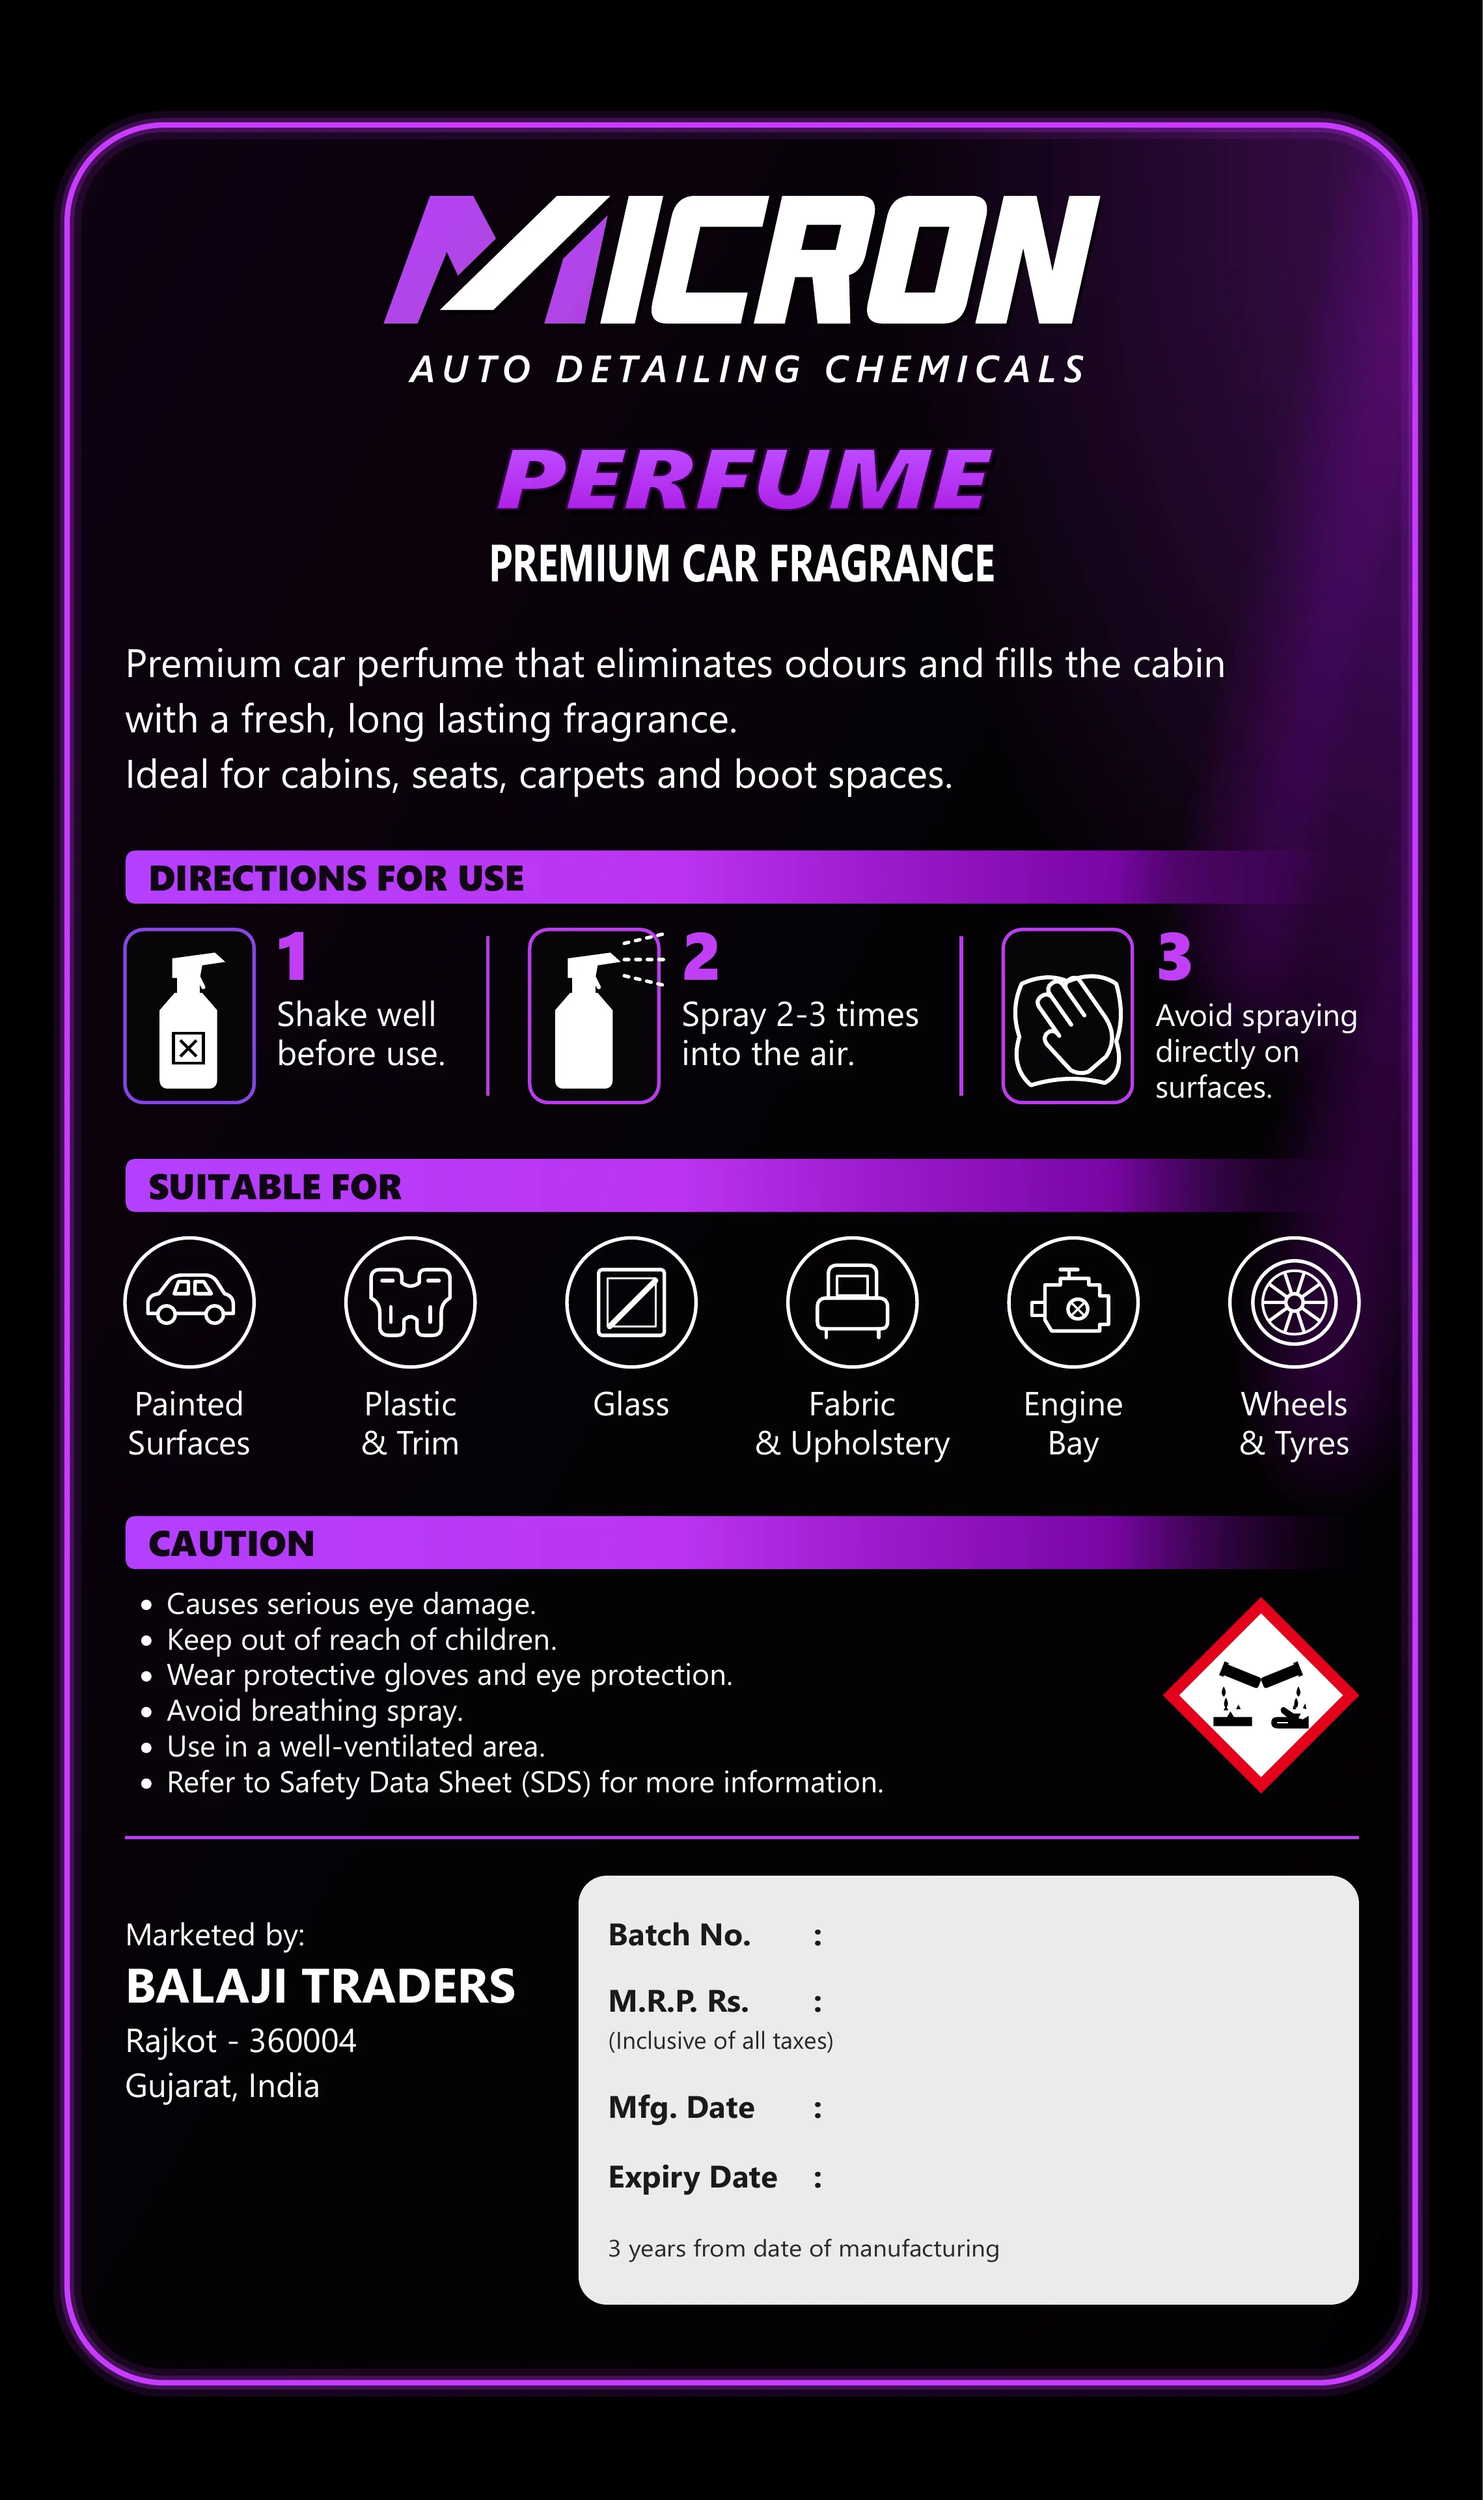 MICRON
AUTO DETAILING CHEMICALS
PERFUME
PREMIUM CAR FRAGRANCE
Premium car perfume that eliminates odours and fills the cabin
with a fresh, long lasting fragrance.
Ideal for cabins, seats, carpets and boot spaces.
DIRECTIONS FOR USE
1
Shake well
before use.
2
Spray 2-3 times
into the air.
3
Avoid spraying
directly on
surfaces.
SUITABLE FOR
Painted
Surfaces
Plastic
& Trim
Glass
Fabric
& Upholstery
Engine
Bay
Wheels
& Tyres
CAUTION
• Causes serious eye damage.
• Keep out of reach of children.
• Wear protective gloves and eye protection.
• Avoid breathing spray.
• Use in a well-ventilated area.
• Refer to Safety Data Sheet (SDS) for more information.
Marketed by:
BALAJI TRADERS
Rajkot - 360004
Gujarat, India
Batch No. :
M.R.P. Rs. :
(Inclusive of all taxes)
Mfg. Date :
Expiry Date :
3 years from date of manufacturing